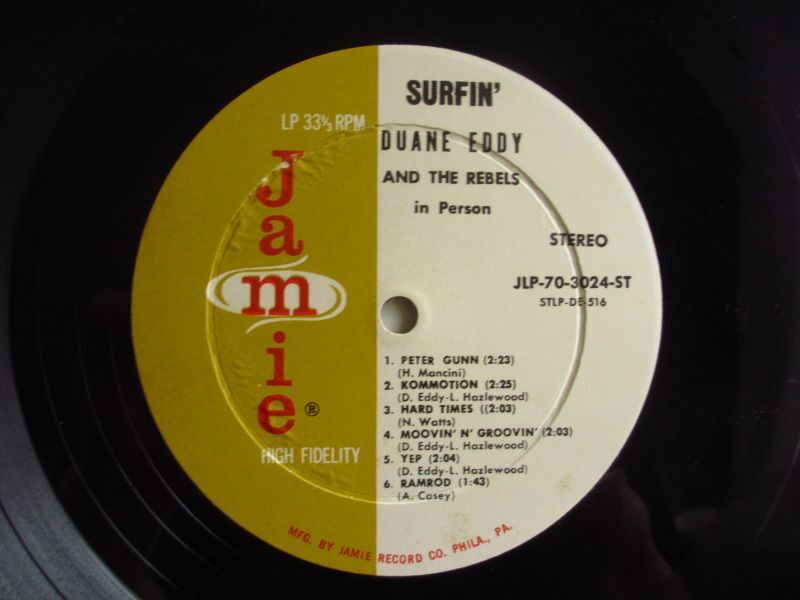 LP 33⅓ RPM
Jamie®
HIGH FIDELITY
SURFIN'
DUANE EDDY
AND THE REBELS
in Person
STEREO
JLP-70-3024-ST
STLP-DE-516
1. PETER GUNN (2:23)
(H. Mancini)
2. KOMMOTION (2:25)
(D. Eddy-L. Hazlewood)
3. HARD TIMES ((2:03)
(N. Watts)
4. MOOVIN' N' GROOVIN' (2:03)
(D. Eddy-L. Hazlewood)
5. YEP (2:04)
(D. Eddy-L. Hazlewood)
6. RAMROD (1:43)
(A. Casey)
MFG. BY JAMIE RECORD CO. PHILA., PA.